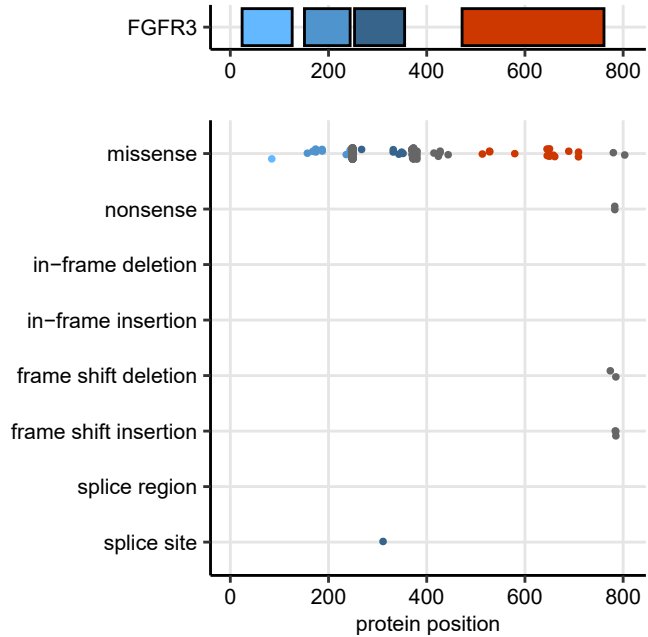 FGFR3
0 200 400 600 800
missense
nonsense
in−frame deletion
in−frame insertion
frame shift deletion
frame shift insertion
splice region
splice site
0 200 400 600 800
protein position